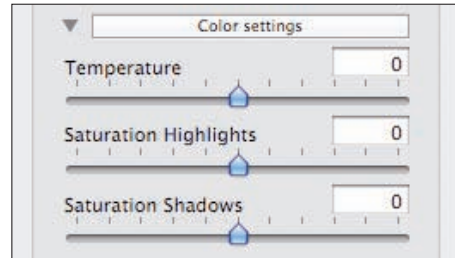 Color settings
Temperature 0
Saturation Highlights 0
Saturation Shadows 0